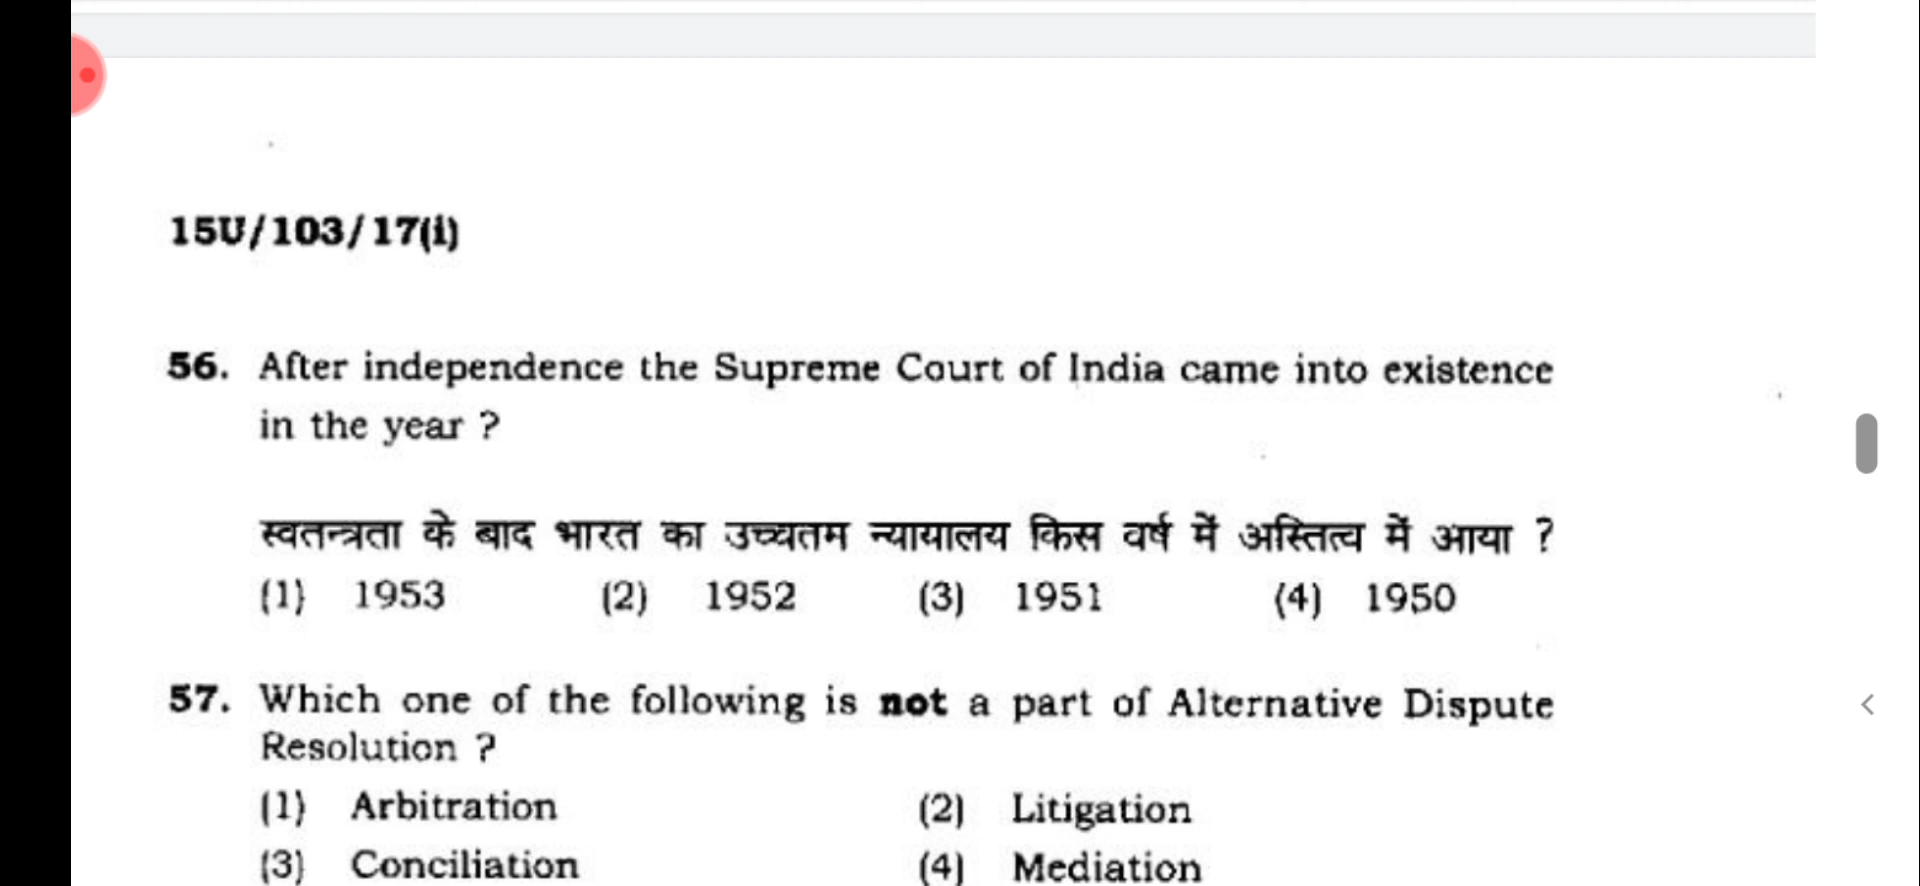 15U/103/17(i)
56. After independence the Supreme Court of India came into existence
in the year ?
स्वतन्त्रता के बाद भारत का उच्चतम न्यायालय किस वर्ष में अस्तित्व में आया ?
(1) 1953 (2) 1952 (3) 1951 (4) 1950
57. Which one of the following is not a part of Alternative Dispute
Resolution ?
(1) Arbitration (2) Litigation
(3) Conciliation (4) Mediation